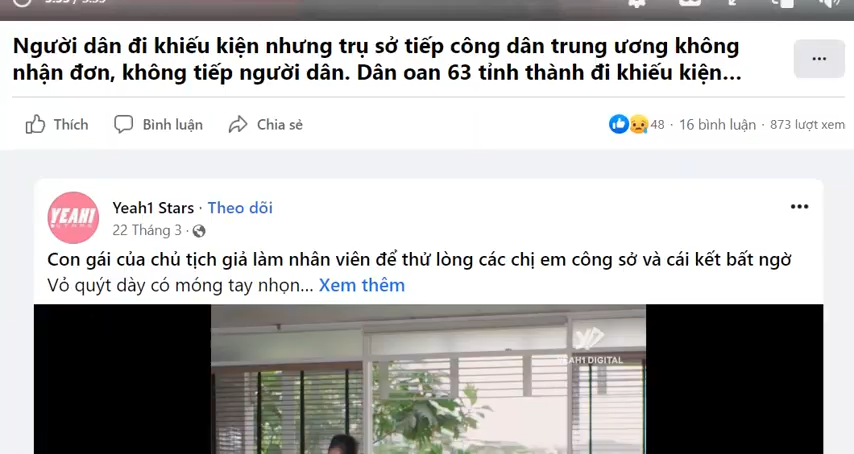 Người dân đi khiếu kiện nhưng trụ sở tiếp công dân trung ương không
nhận đơn, không tiếp người dân. Dân oan 63 tỉnh thành đi khiếu kiện...
Thích Bình luận Chia sẻ 48 · 16 bình luận · 873 lượt xem
YEAH1
STARS
Yeah1 Stars · Theo dõi
22 Tháng 3 ·
Con gái của chủ tịch giả làm nhân viên để thử lòng các chị em công sở và cái kết bất ngờ
Vỏ quýt dày có móng tay nhọn... Xem thêm
YEAH1 DIGITAL